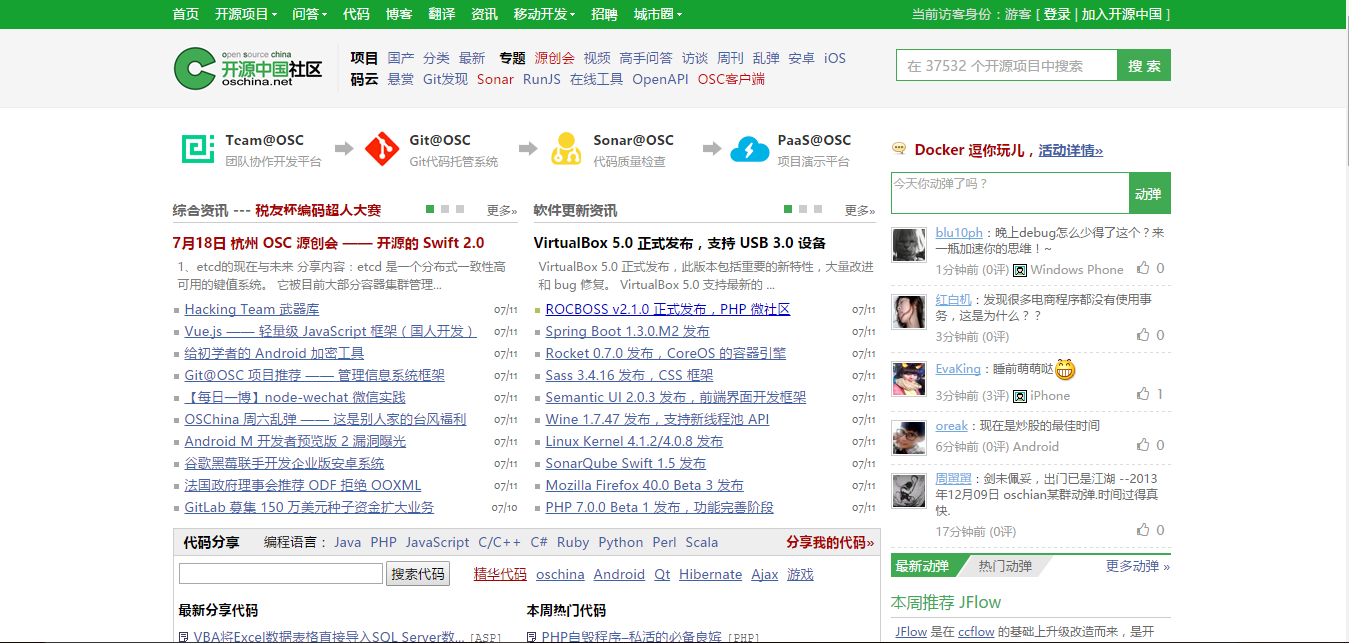 首页 开源项目 问答 代码 博客 翻译 资讯 移动开发 招聘 城市圈 当前访客身份：游客 [ 登录 | 加入开源中国 ]
open source china
开源中国社区
oschina.net
项目 国产 分类 最新 专题 源创会 视频 高手问答 访谈 周刊 乱弹 安卓 iOS
码云 悬赏 Git发现 Sonar RunJS 在线工具 OpenAPI OSC客户端
在 37532 个开源项目中搜索 搜 索
Team@OSC
团队协作开发平台
Git@OSC
Git代码托管系统
Sonar@OSC
代码质量检查
PaaS@OSC
项目演示平台
综合资讯 --- 税友杯编码超人大赛 更多»
7月18日 杭州 OSC 源创会 —— 开源的 Swift 2.0
1、etcd的现在与未来 分享内容：etcd 是一个分布式一致性高
可用的键值系统。 它被目前大部分容器集群管理...
Hacking Team 武器库 07/11
Vue.js —— 轻量级 JavaScript 框架（国人开发） 07/11
给初学者的 Android 加密工具 07/11
Git@OSC 项目推荐 —— 管理信息系统框架 07/11
【每日一博】node-wechat 微信实践 07/11
OSChina 周六乱弹 —— 这是别人家的台风福利 07/11
Android M 开发者预览版 2 漏洞曝光 07/11
谷歌黑莓联手开发企业版安卓系统 07/11
法国政府理事会推荐 ODF 拒绝 OOXML 07/11
GitLab 募集 150 万美元种子资金扩大业务 07/10
软件更新资讯 更多»
VirtualBox 5.0 正式发布，支持 USB 3.0 设备
VirtualBox 5.0 正式发布，此版本包括重要的新特性，大量改进
和 bug 修复。 VirtualBox 5.0 支持最新的 ...
ROCBOSS v2.1.0 正式发布，PHP 微社区 07/11
Spring Boot 1.3.0.M2 发布 07/11
Rocket 0.7.0 发布，CoreOS 的容器引擎 07/11
Sass 3.4.16 发布，CSS 框架 07/11
Semantic UI 2.0.3 发布，前端界面开发框架 07/11
Wine 1.7.47 发布，支持新线程池 API 07/11
Linux Kernel 4.1.2/4.0.8 发布 07/11
SonarQube Swift 1.5 发布 07/11
Mozilla Firefox 40.0 Beta 3 发布 07/11
PHP 7.0.0 Beta 1 发布，功能完善阶段 07/11
代码分享 编程语言： Java PHP JavaScript C/C++ C# Ruby Python Perl Scala 分享我的代码»
搜索代码 精华代码 oschina Android Qt Hibernate Ajax 游戏
最新分享代码
VBA将Excel数据表格直接导入SQL Server数... [ASP]
本周热门代码
PHP自毁程序–私活的必备良婿 [PHP]
Docker 逗你玩儿，活动详情»
今天你动弹了吗？ 动弹
blu10ph：晚上debug怎么少得了这个？来
一瓶加速你的思维！~
1分钟前 (0评) Windows Phone 0
红白机：发现很多电商程序都没有使用事
务，这是为什么？？
3分钟前 (0评) 0
EvaKing：睡前萌萌哒
3分钟前 (3评) iPhone 1
oreak：现在是炒股的最佳时间
6分钟前 (0评) Android 0
：剑未佩妥，出门已是江湖 --2013
年12月09日 oschian某群动弹.时间过得真
快.
17分钟前 (0评) 0
最新动弹 热门动弹 更多动弹 »
本周推荐 JFlow
JFlow 是在 ccflow 的基础上升级改造而来，是开